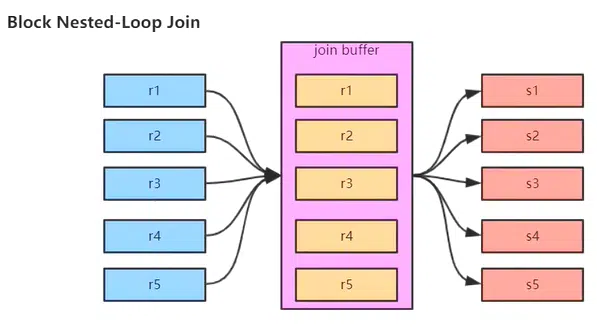 Block Nested-Loop Join
join buffer
r1 r1 s1
r2 r2 s2
r3 r3 s3
r4 r4 s4
r5 r5 s5